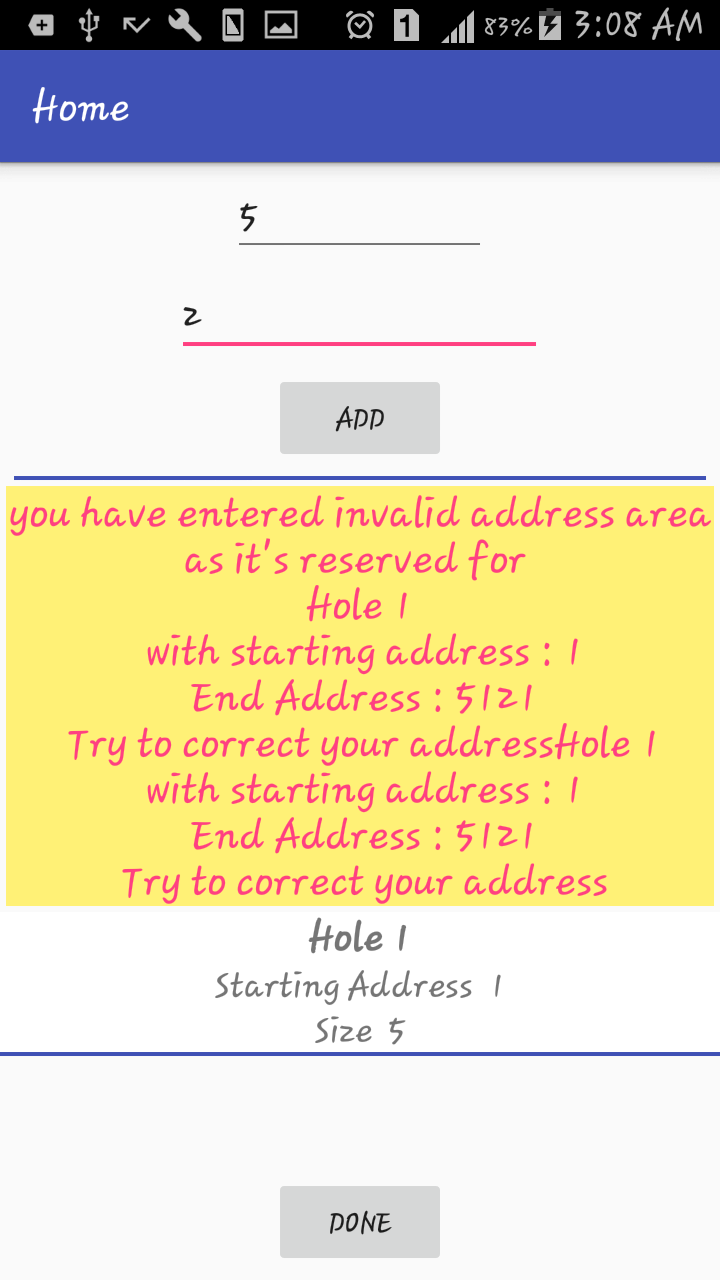 1
83%
3:08 AM
Home
5
2
ADD
you have entered invalid address area
as it's reserved for
Hole 1
with starting address : 1
End Address : 5121
Try to correct your addressHole 1
with starting address : 1
End Address : 5121
Try to correct your address
Hole 1
Starting Address 1
Size 5
DONE